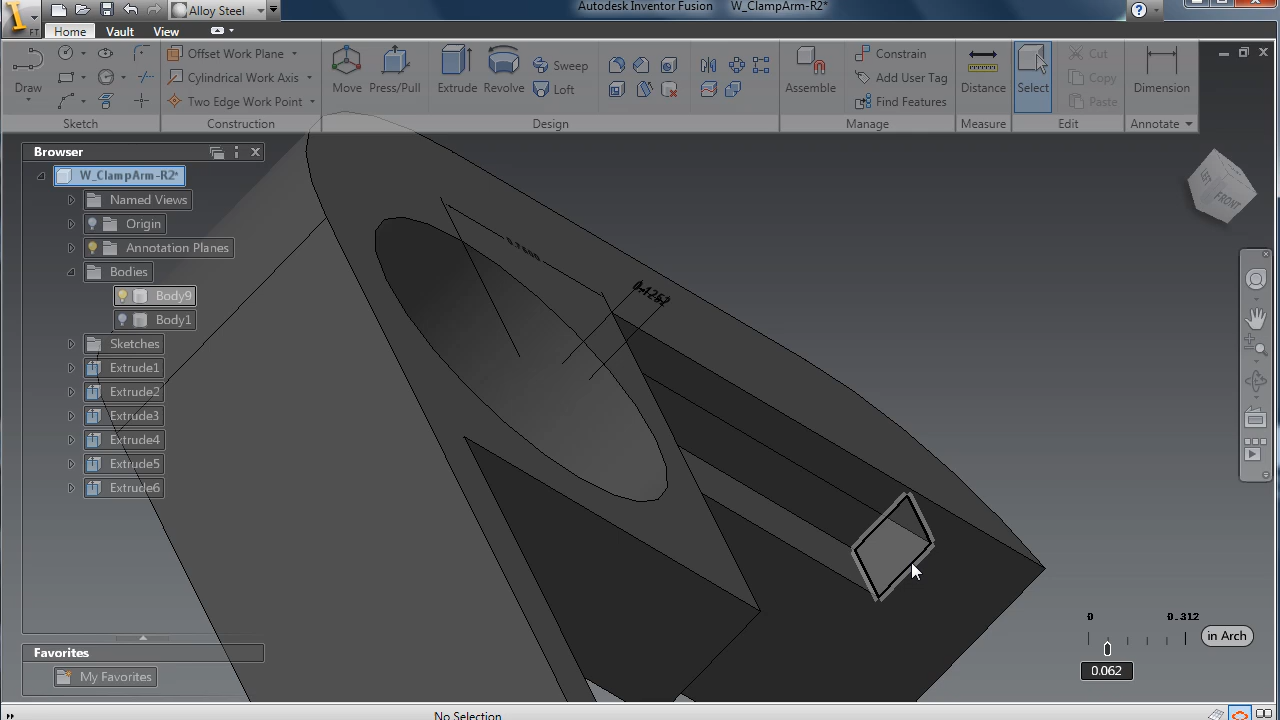 Alloy Steel
Autodesk Inventor Fusion W_ClampArm-R2*
FT
Home Vault View
Draw
Sketch
Offset Work Plane
Cylindrical Work Axis
Two Edge Work Point
Construction
Move Press/Pull Extrude Revolve
Sweep
Loft
Design
Assemble
Constrain
Add User Tag
Find Features
Manage
Distance
Measure
Select
Cut
Copy
Paste
Edit
Dimension
Annotate
Browser
W_ClampArm-R2*
Named Views
Origin
Annotation Planes
Bodies
Body9
Body1
Sketches
Extrude1
Extrude2
Extrude3
Extrude4
Extrude5
Extrude6
Favorites
My Favorites
0.1262
FRONT
0 0.312
in Arch
0.062
No Selection